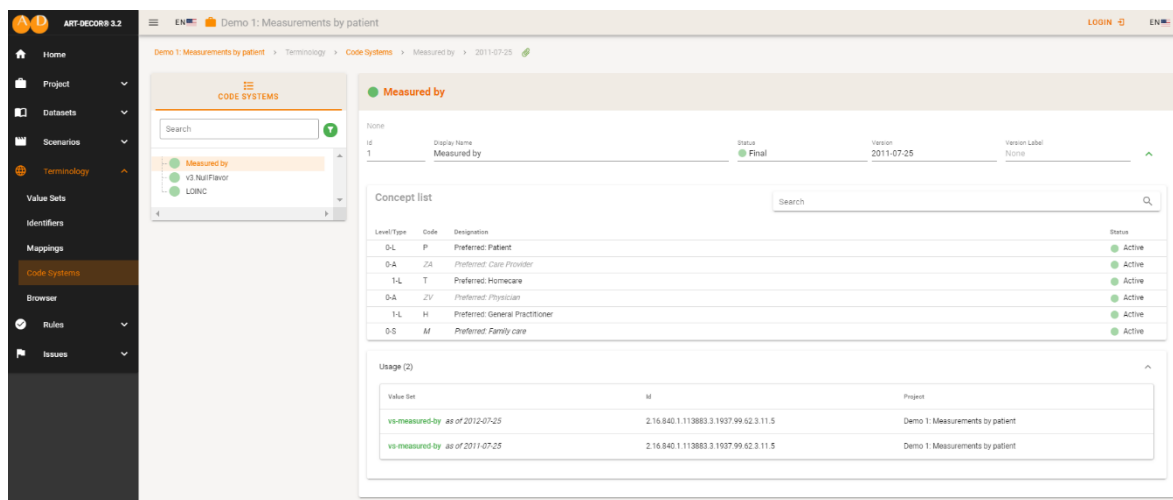 AD ART-DECOR® 3.2 EN Demo 1: Measurements by patient LOGIN EN
Home
Project
Datasets
Scenarios
Terminology
Value Sets
Identifiers
Mappings
Code Systems
Browser
Rules
Issues
Demo 1: Measurements by patient > Terminology > Code Systems > Measured by > 2011-07-25
CODE SYSTEMS
Search
Measured by
v3.NullFlavor
LOINC
Measured by
None
Id Display Name Status Version Version Label
1 Measured by Final 2011-07-25 None
Concept list Search
Level/Type Code Designation Status
0-L P Preferred: Patient Active
0-A ZA Preferred: Care Provider Active
1-L T Preferred: Homecare Active
0-A ZV Preferred: Physician Active
1-L H Preferred: General Practitioner Active
0-S M Preferred: Family care Active
Usage (2)
Value Set Id Project
vs-measured-by as of 2012-07-25 2.16.840.1.113883.3.1937.99.62.3.11.5 Demo 1: Measurements by patient
vs-measured-by as of 2011-07-25 2.16.840.1.113883.3.1937.99.62.3.11.5 Demo 1: Measurements by patient